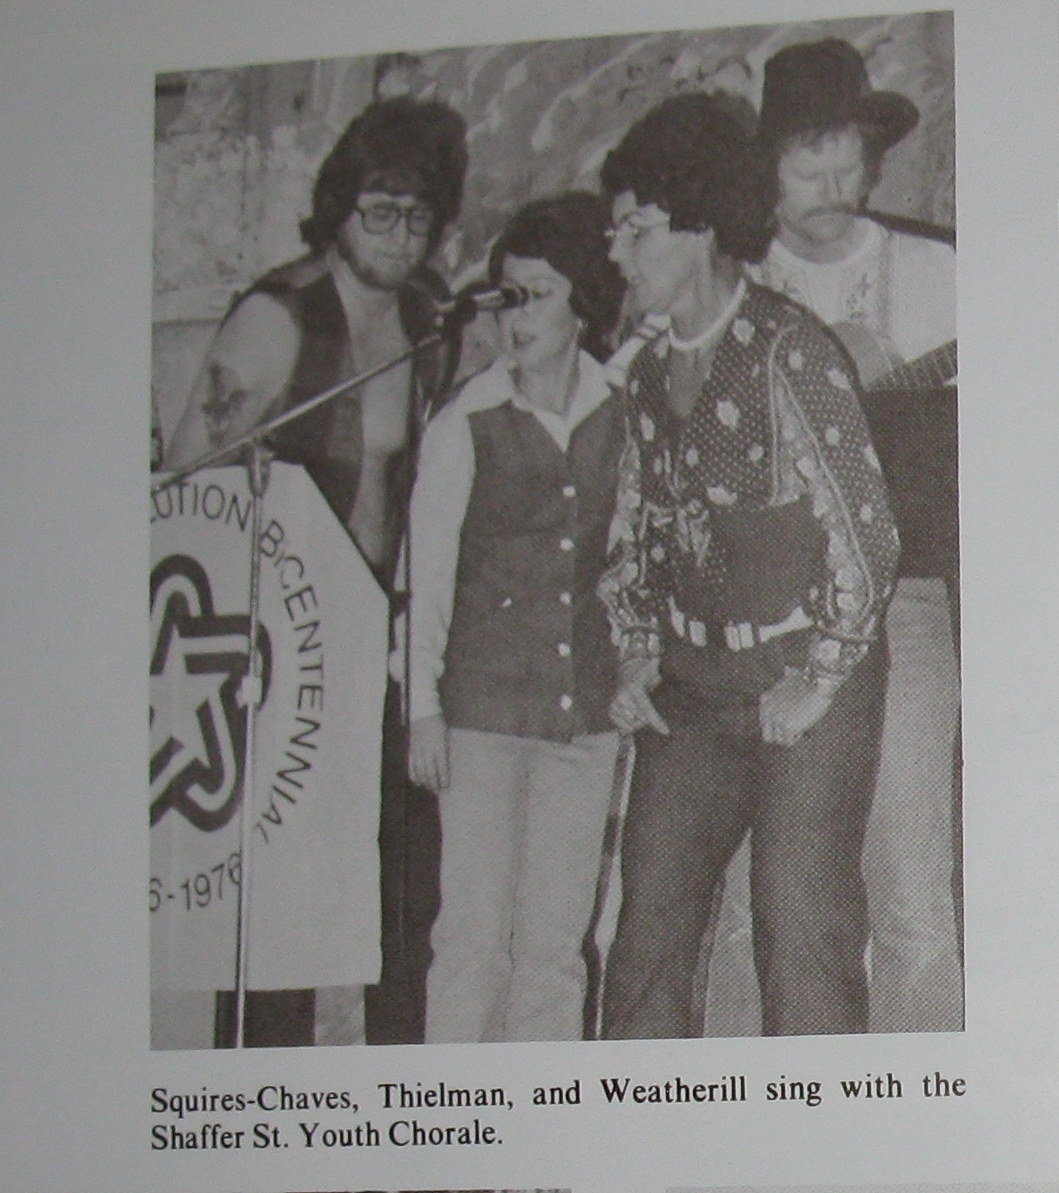 UTION BICENTENNIAL
6-1976
Squires-Chaves, Thielman, and Weatherill sing with the
Shaffer St. Youth Chorale.